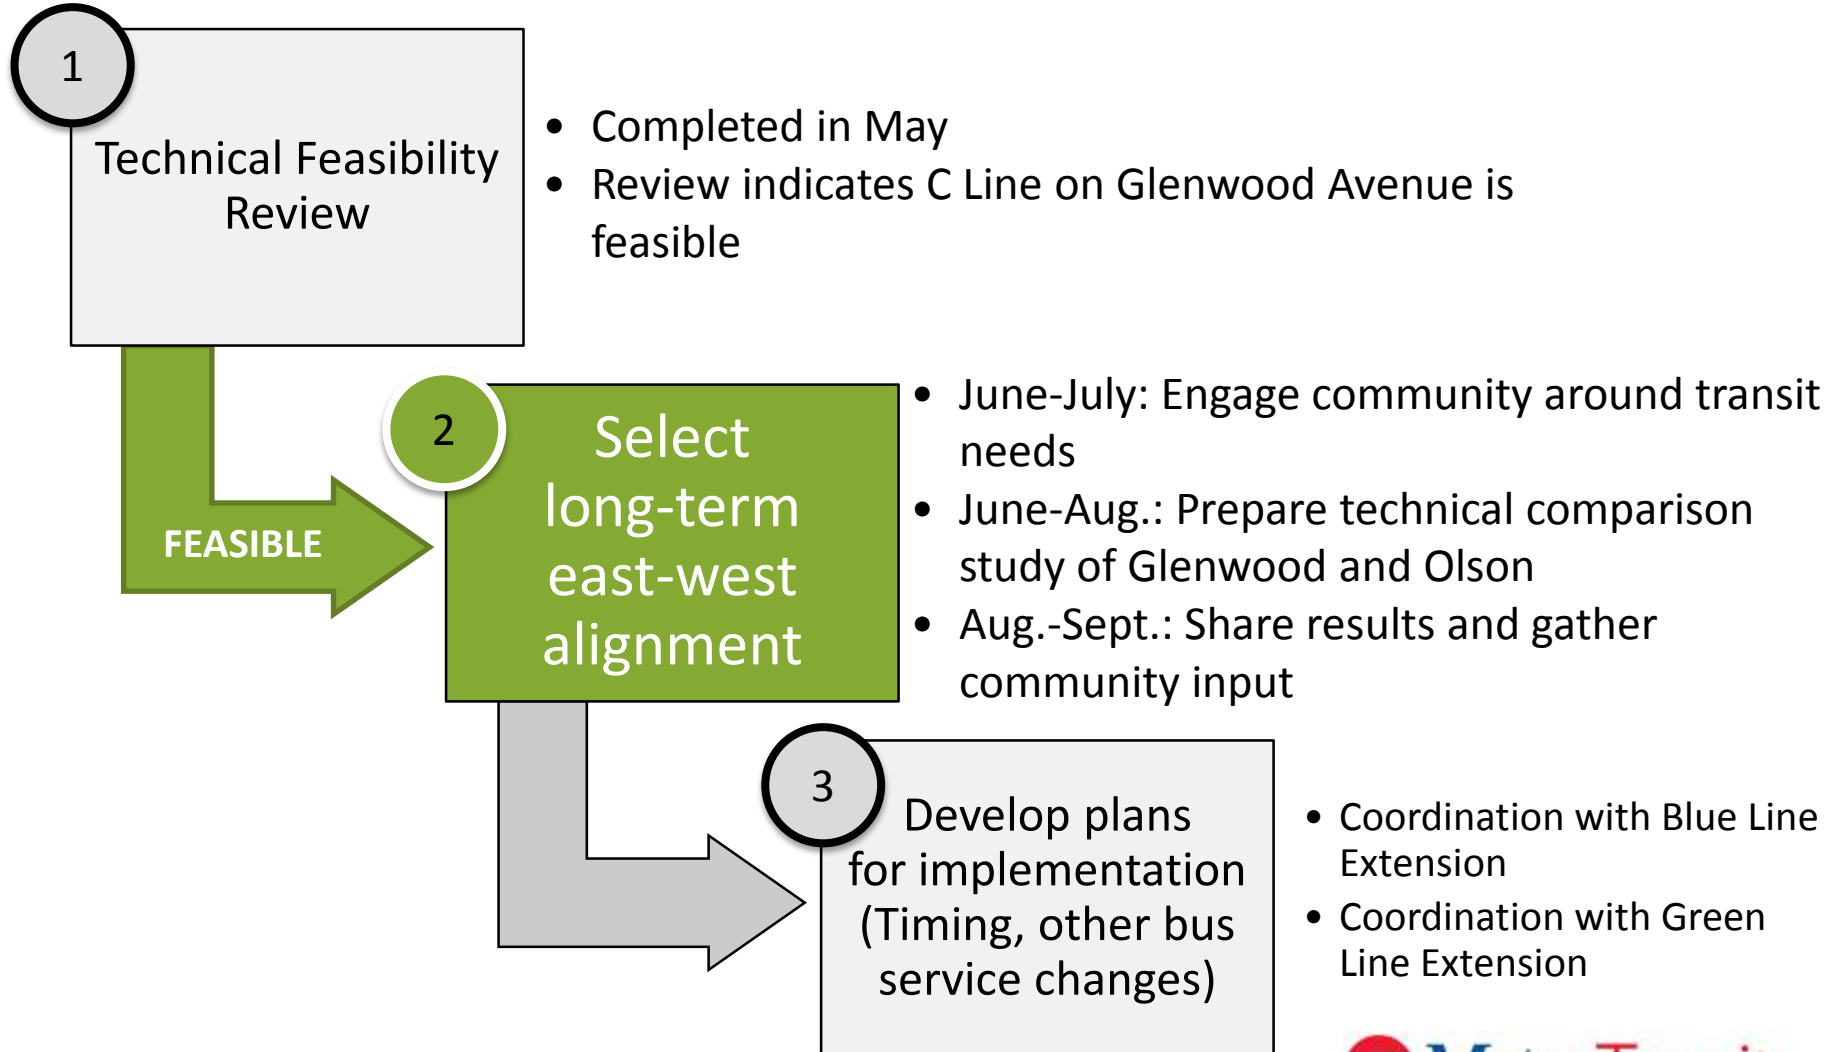 1
Technical Feasibility
Review
• Completed in May
• Review indicates C Line on Glenwood Avenue is
feasible
FEASIBLE
2
Select
long-term
east-west
alignment
• June-July: Engage community around transit
needs
• June-Aug.: Prepare technical comparison
study of Glenwood and Olson
• Aug.-Sept.: Share results and gather
community input
3
Develop plans
for implementation
(Timing, other bus
service changes)
• Coordination with Blue Line
Extension
• Coordination with Green
Line Extension